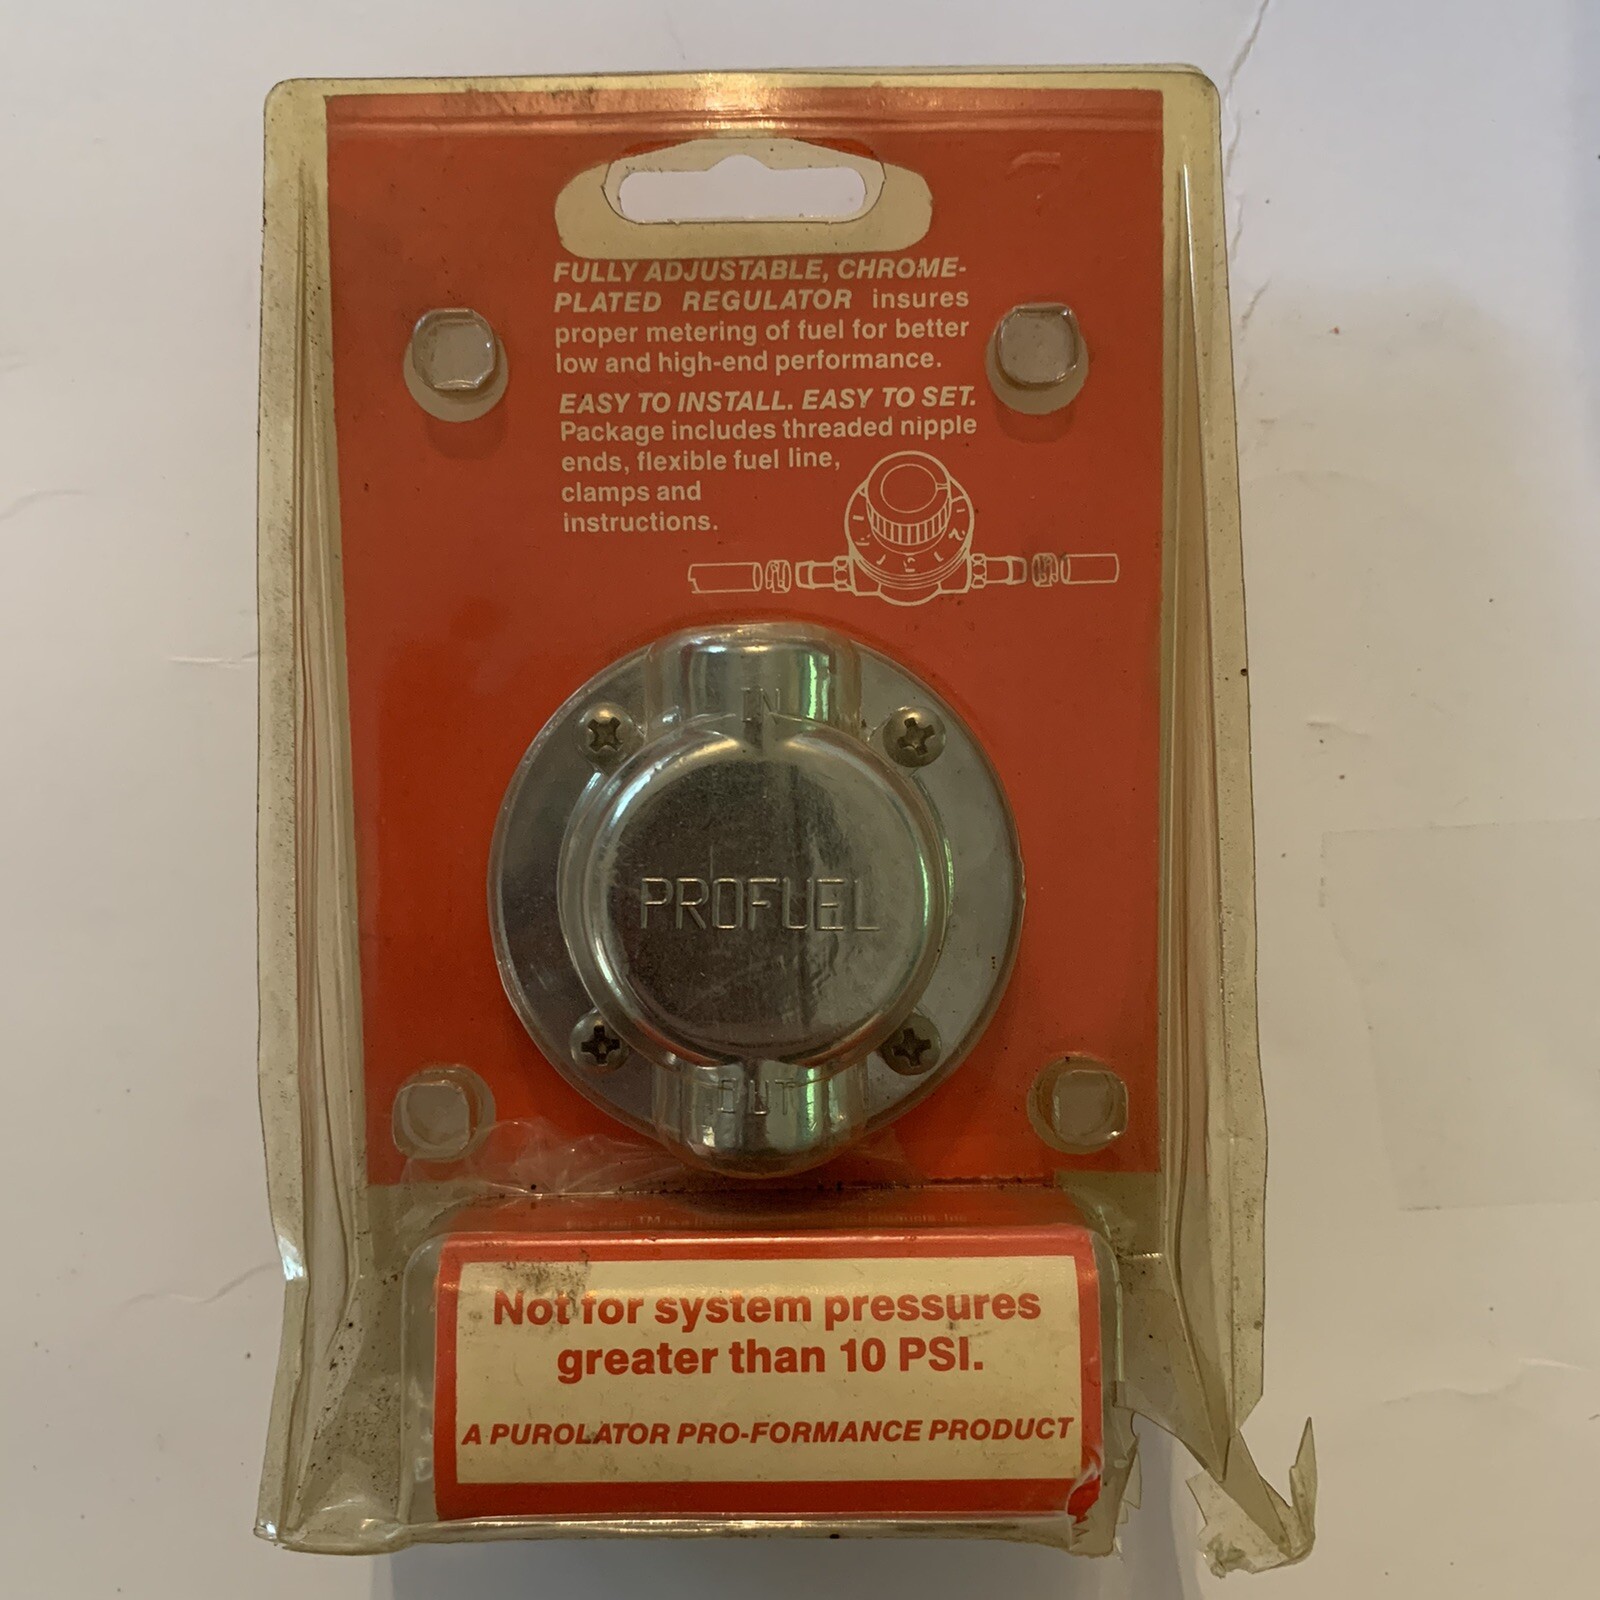 FULLY ADJUSTABLE, CHROME-
PLATED REGULATOR insures
proper metering of fuel for better
low and high-end performance.
EASY TO INSTALL. EASY TO SET.
Package includes threaded nipple
ends, flexible fuel line,
clamps and
instructions.
IN
PROFUEL
OUT
Not for system pressures
greater than 10 PSI.
A PUROLATOR PRO-FORMANCE PRODUCT